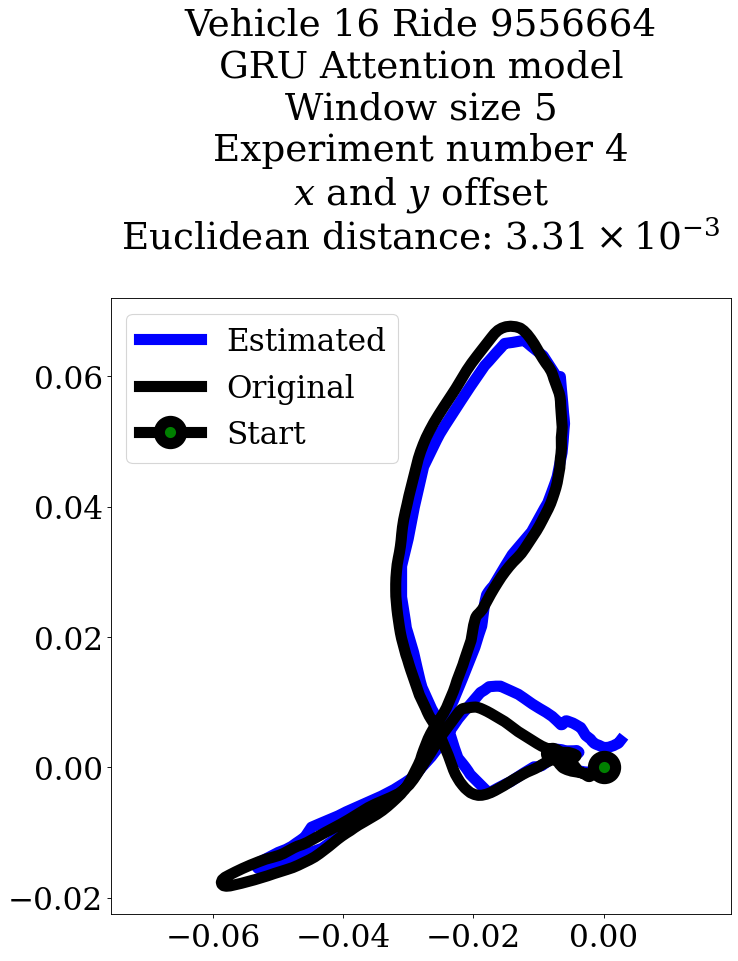 Vehicle 16 Ride 9556664
GRU Attention model
Window size 5
Experiment number 4
x and y offset
Euclidean distance: 3.31 × 10⁻³
Estimated
Original
Start
0.06
0.04
0.02
0.00
−0.02
−0.06 −0.04 −0.02 0.00